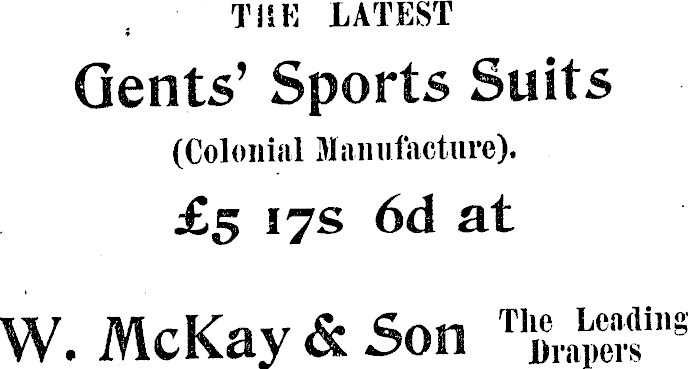 THE LATEST
Gents' Sports Suits
(Colonial Manufacture).
£5 17s 6d at
W. McKay & Son
The Leading
Drapers